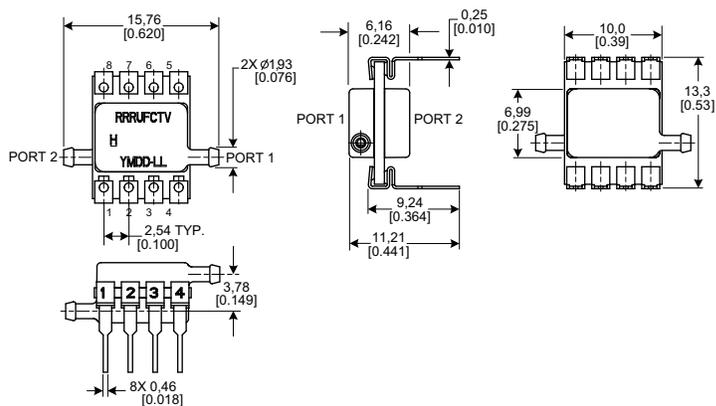 15,76
[0.620]
8 7 6 5
2X Ø1,93
[0.076]
RRRUFCTV
H
YMDD-LL
PORT 2
PORT 1
1 2 3 4
2,54 TYP.
[0.100]
6,16
[0.242]
0,25
[0.010]
PORT 1
PORT 2
9,24
[0.364]
11,21
[0.441]
10,0
[0.39]
6,99
[0.275]
13,3
[0.53]
1 2 3 4
3,78
[0.149]
8X 0,46
[0.018]